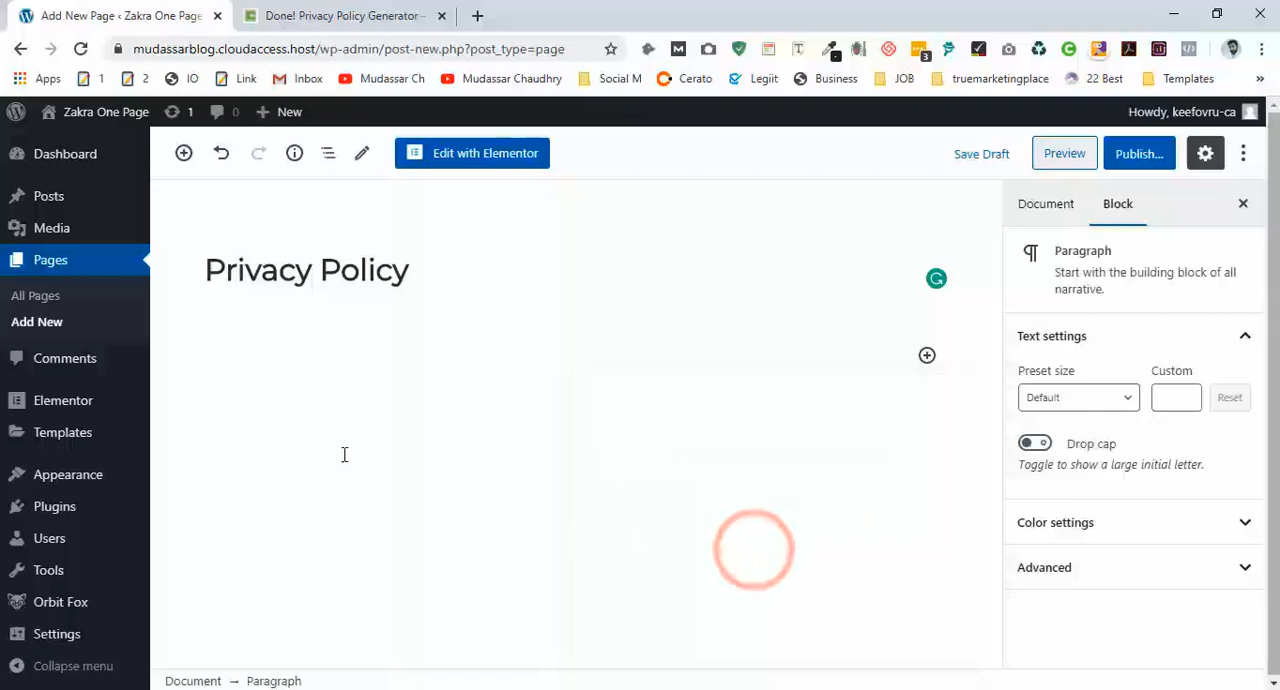 Add New Page ‹ Zakra One Page
Done! Privacy Policy Generator –
mudassarblog.cloudaccess.host/wp-admin/post-new.php?post_type=page
3
Apps
1
2
IO
Link
Inbox
Mudassar Ch
Mudassar Chaudhry
Social M
Cerato
Legiit
Business
JOB
truemarketingplace
22 Best
Templates
»
Zakra One Page
1
0
New
Howdy, keefovru-ca
Dashboard
Posts
Media
Pages
All Pages
Add New
Comments
Elementor
Templates
Appearance
Plugins
Users
Tools
Orbit Fox
Settings
Collapse menu
Edit with Elementor
Save Draft
Preview
Publish...
Privacy Policy
Document
Block
Paragraph
Start with the building block of all
narrative.
Text settings
Preset size
Custom
Default
Reset
Drop cap
Toggle to show a large initial letter.
Color settings
Advanced
Document → Paragraph